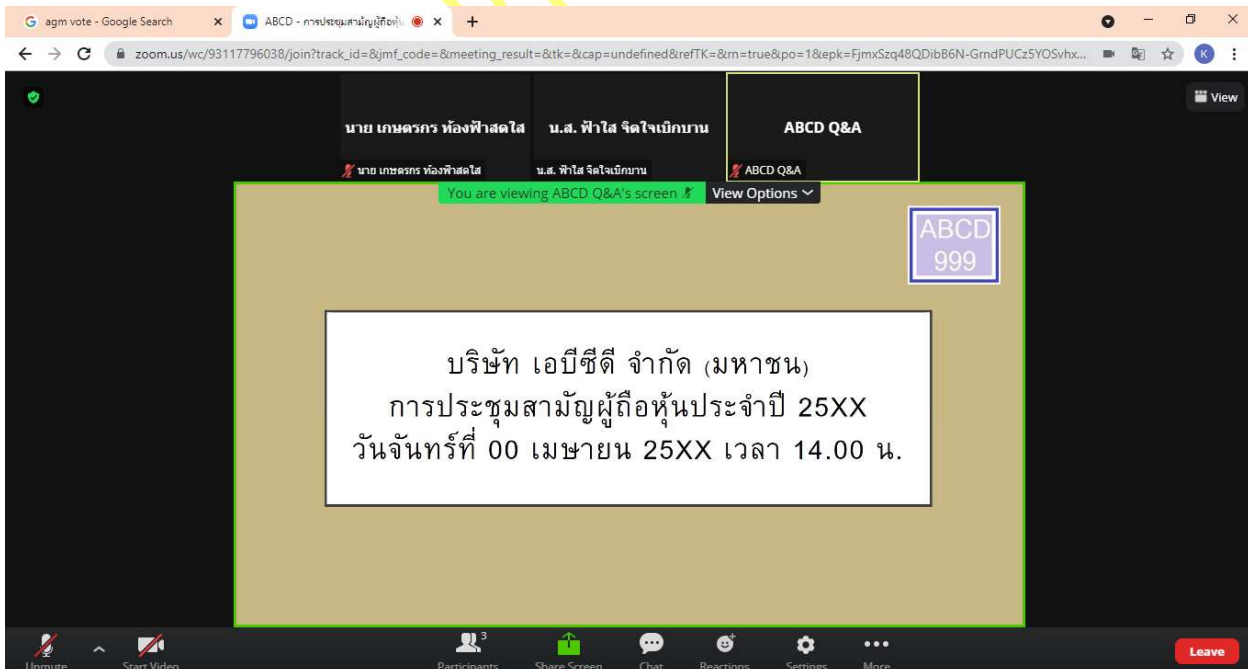 agm vote - Google Search
ABCD - การประชุมสามัญผู้ถือหุ้น
zoom.us/wc/93117796038/join?track_id=&jmf_code=&meeting_result=&tk=&cap=undefined&refTK=&rn=true&po=1&epk=FjmxSzq48QDibB6N-GrndPUCz5YOSvhx...
K
View
นาย เกษตรกร ท้องฟ้าสดใส
น.ส. ฟ้าใส จิตใจเบิกบาน
ABCD Q&A
นาย เกษตรกร ท้องฟ้าสดใส
น.ส. ฟ้าใส จิตใจเบิกบาน
ABCD Q&A
You are viewing ABCD Q&A's screen
View Options
ABCD
999
บริษัท เอบีซีดี จำกัด (มหาชน)
การประชุมสามัญผู้ถือหุ้นประจำปี 25XX
วันจันทร์ที่ 00 เมษายน 25XX เวลา 14.00 น.
Unmute
Start Video
Participants
3
Share Screen
Chat
Reactions
Settings
More
Leave